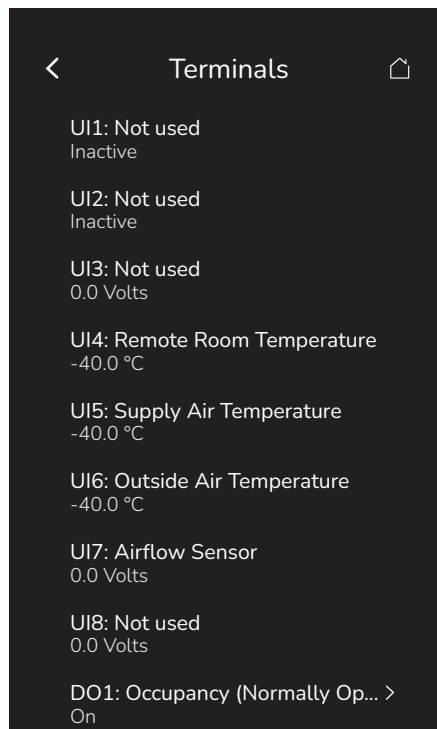 Terminals
UI1: Not used
Inactive
UI2: Not used
Inactive
UI3: Not used
0.0 Volts
UI4: Remote Room Temperature
-40.0 °C
UI5: Supply Air Temperature
-40.0 °C
UI6: Outside Air Temperature
-40.0 °C
UI7: Airflow Sensor
0.0 Volts
UI8: Not used
0.0 Volts
DO1: Occupancy (Normally Op...
On